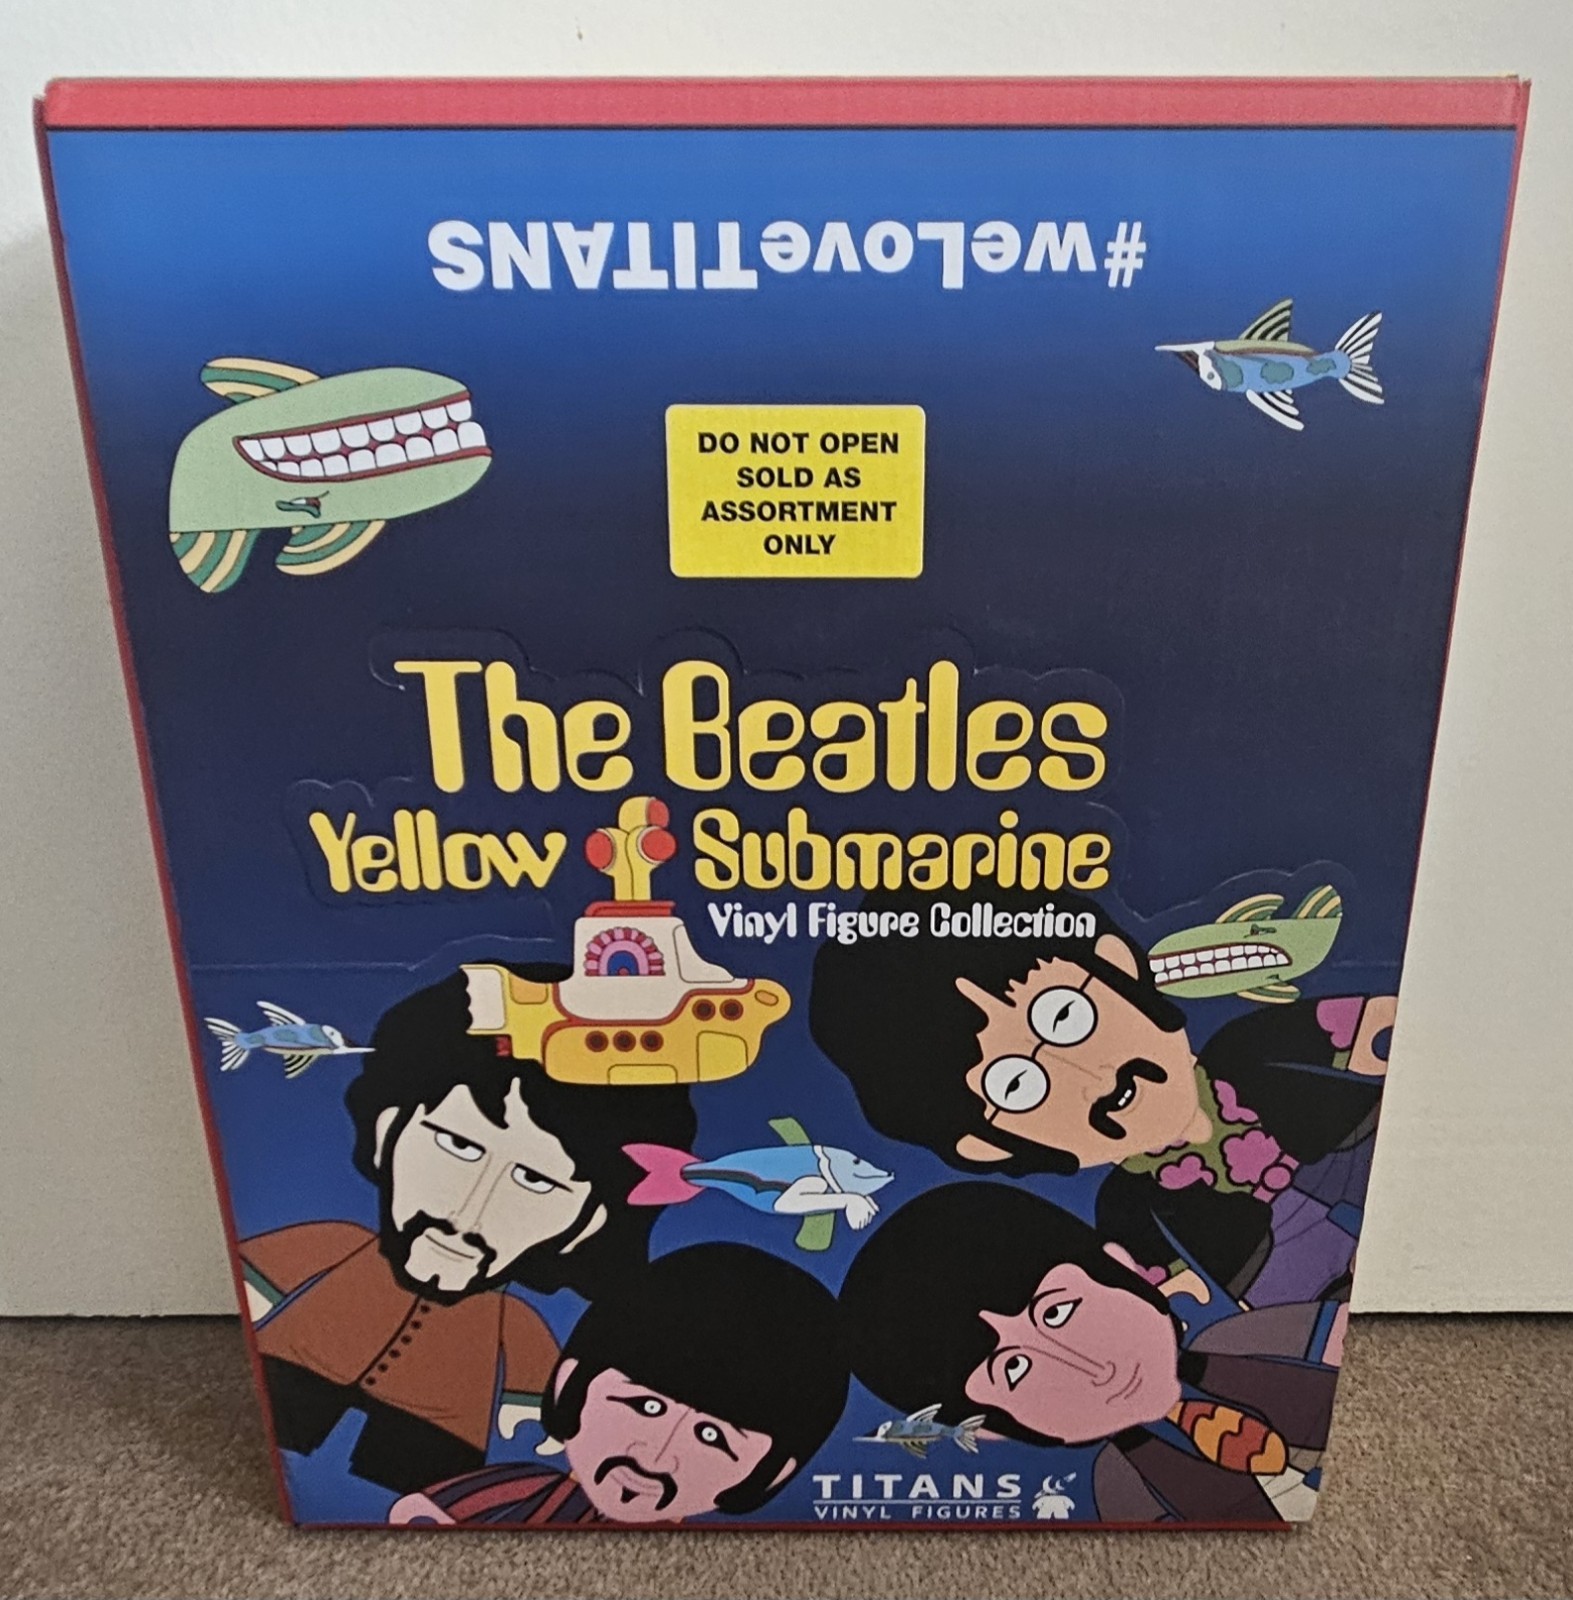 #weLoveTITANS
DO NOT OPEN
SOLD AS
ASSORTMENT
ONLY
The Beatles
Yellow Submarine
Vinyl Figure Collection
TITANS
VINYL FIGURES